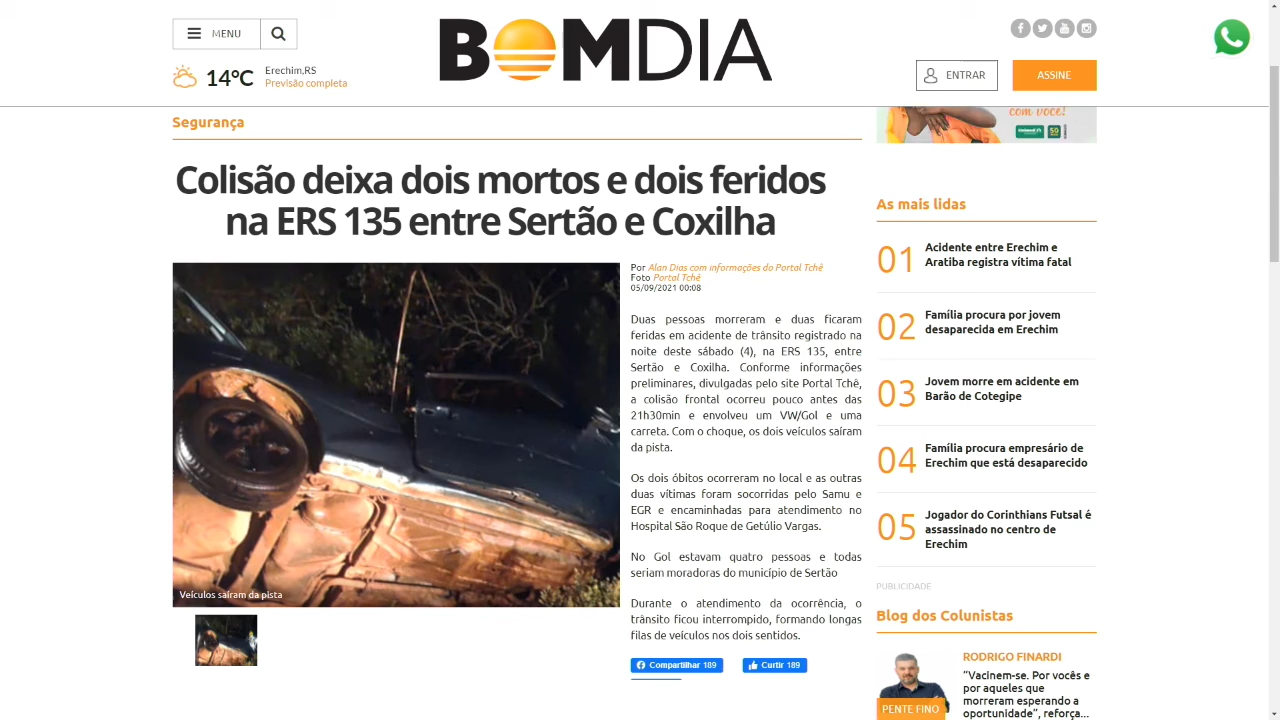 MENU
BOMDIA
14°C
Erechim,RS
Previsão completa
ENTRAR
ASSINE
Segurança
com você!
Unimed
50
Colisão deixa dois mortos e dois feridos
na ERS 135 entre Sertão e Coxilha
Veículos saíram da pista
Por Alan Dias com informações do Portal Tchê
Foto Portal Tchê
05/09/2021 00:08
Duas pessoas morreram e duas ficaram
feridas em acidente de trânsito registrado na
noite deste sábado (4), na ERS 135, entre
Sertão e Coxilha. Conforme informações
preliminares, divulgadas pelo site Portal Tchê,
a colisão frontal ocorreu pouco antes das
21h30min e envolveu um VW/Gol e uma
carreta. Com o choque, os dois veículos saíram
da pista.
Os dois óbitos ocorreram no local e as outras
duas vítimas foram socorridas pelo Samu e
EGR e encaminhadas para atendimento no
Hospital São Roque de Getúlio Vargas.
No Gol estavam quatro pessoas e todas
seriam moradoras do município de Sertão
Durante o atendimento da ocorrência, o
trânsito ficou interrompido, formando longas
filas de veículos nos dois sentidos.
Compartilhar 189
Curtir 189
As mais lidas
01
Acidente entre Erechim e
Aratiba registra vítima fatal
02
Família procura por jovem
desaparecida em Erechim
03
Jovem morre em acidente em
Barão de Cotegipe
04
Família procura empresário de
Erechim que está desaparecido
05
Jogador do Corinthians Futsal é
assassinado no centro de
Erechim
PUBLICIDADE
Blog dos Colunistas
PENTE FINO
RODRIGO FINARDI
“Vacinem-se. Por vocês e
por aqueles que
morreram esperando a
oportunidade”, reforça...